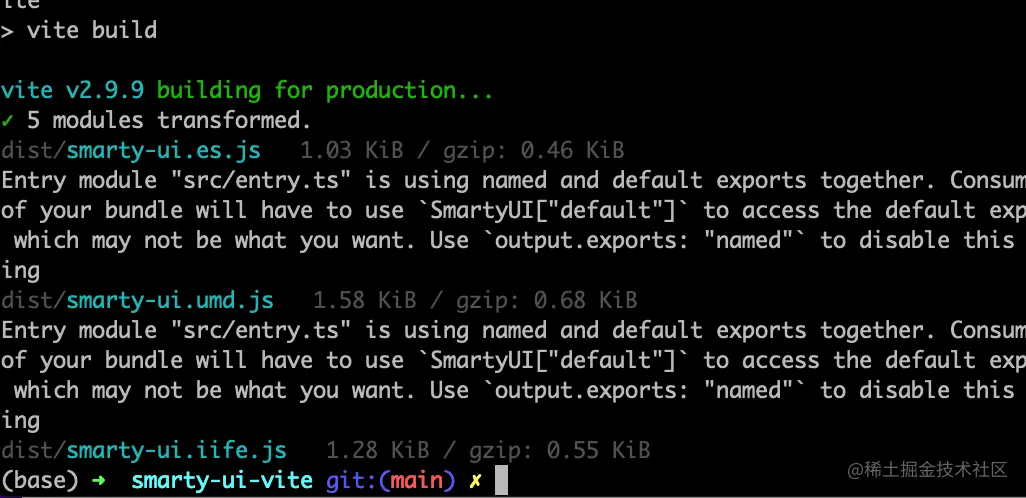 > vite build
vite v2.9.9 building for production...
✓ 5 modules transformed.
dist/smarty-ui.es.js 1.03 KiB / gzip: 0.46 KiB
Entry module "src/entry.ts" is using named and default exports together. Consum
of your bundle will have to use `SmartyUI["default"]` to access the default exp
which may not be what you want. Use `output.exports: "named"` to disable this
ing
dist/smarty-ui.umd.js 1.58 KiB / gzip: 0.68 KiB
Entry module "src/entry.ts" is using named and default exports together. Consum
of your bundle will have to use `SmartyUI["default"]` to access the default exp
which may not be what you want. Use `output.exports: "named"` to disable this
ing
dist/smarty-ui.iife.js 1.28 KiB / gzip: 0.55 KiB
(base) ➜ smarty-ui-vite git:(main) ✗
@稀土掘金技术社区